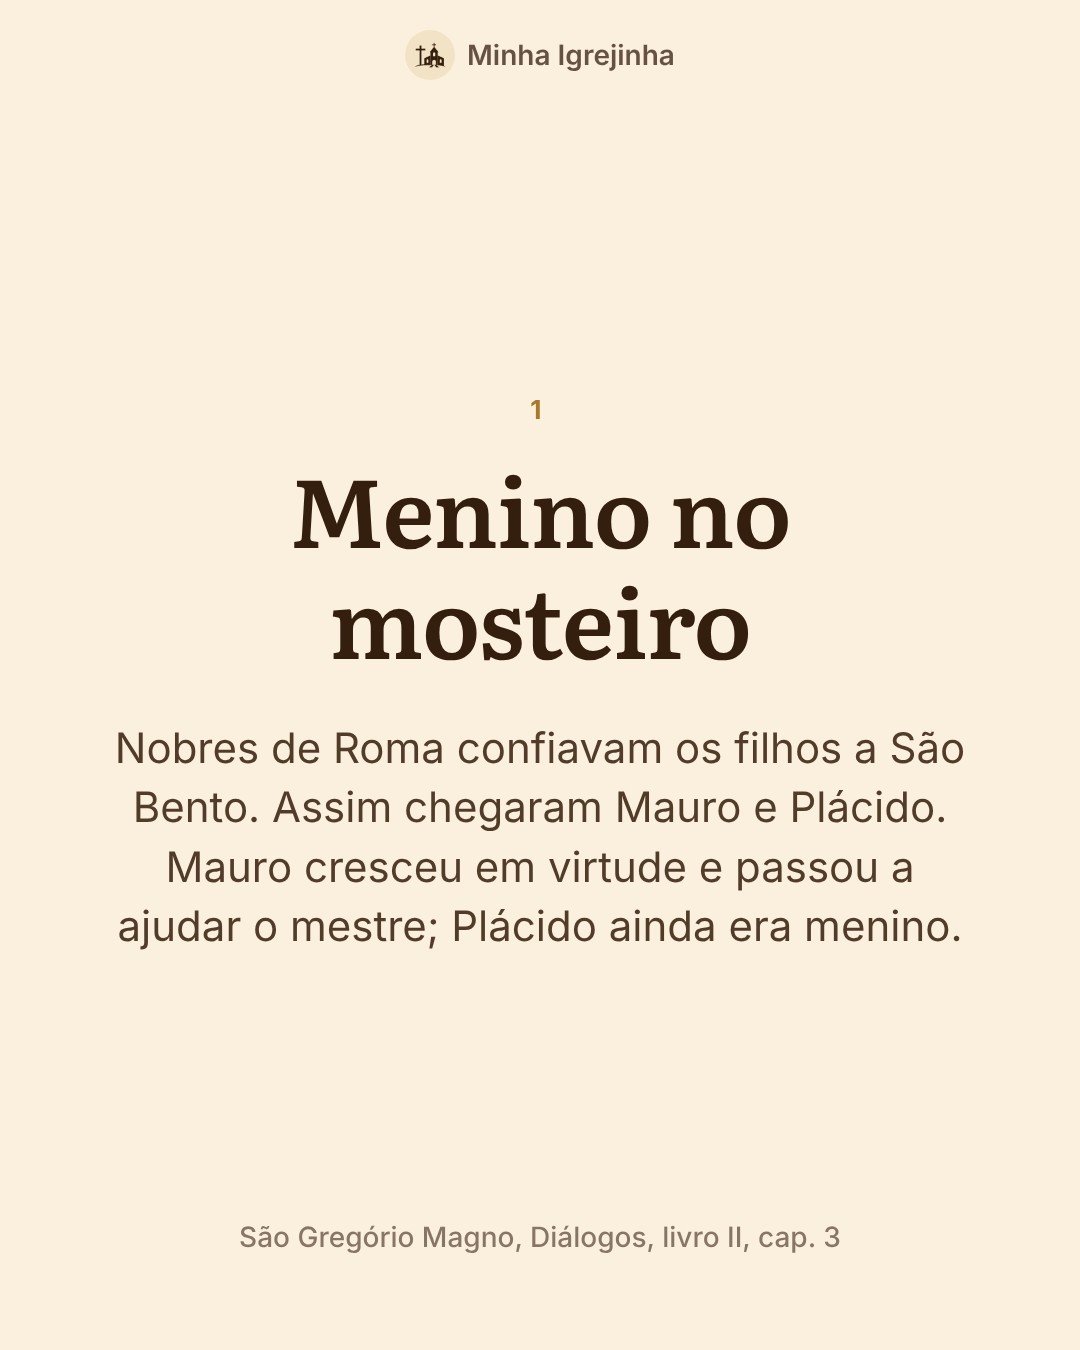 Minha Igrejinha
1
Menino no
mosteiro
Nobres de Roma confiavam os filhos a São
Bento. Assim chegaram Mauro e Plácido.
Mauro cresceu em virtude e passou a
ajudar o mestre; Plácido ainda era menino.
São Gregório Magno, Diálogos, livro II, cap. 3